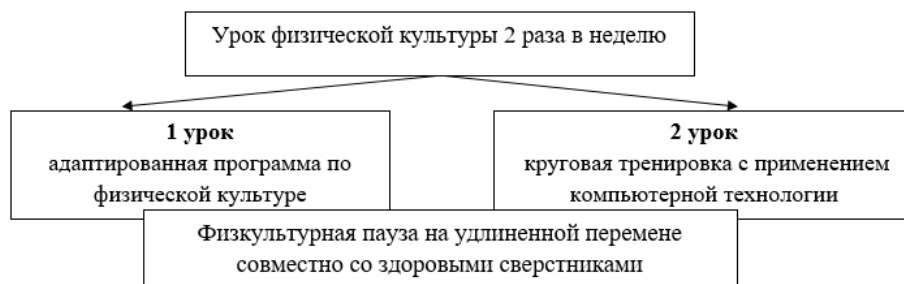 Урок физической культуры 2 раза в неделю
1 урок
адаптированная программа по
физической культуре
2 урок
круговая тренировка с применением
компьютерной технологии
Физкультурная пауза на удлиненной перемене
совместно со здоровыми сверстниками